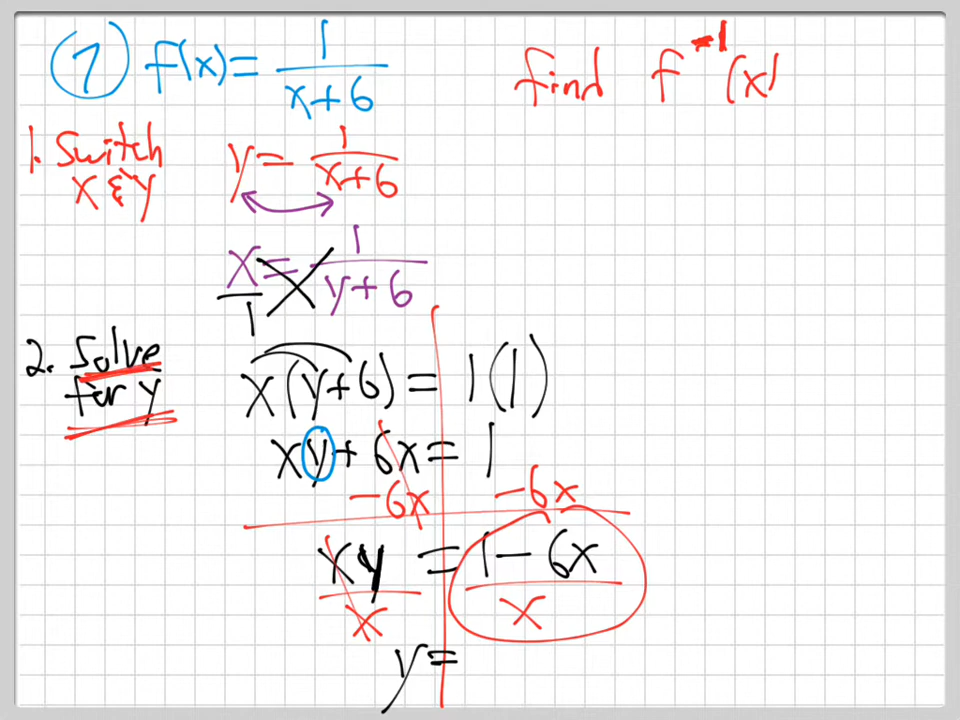 7 f(x) = 1/(x+6) find f⁻¹(x)
1. Switch x & y
y = 1/(x+6)
x/1 = 1/(y+6)
2. Solve for y
x(y+6) = 1(1)
xy + 6x = 1
-6x -6x
xy/x = (1-6x)/x
y =